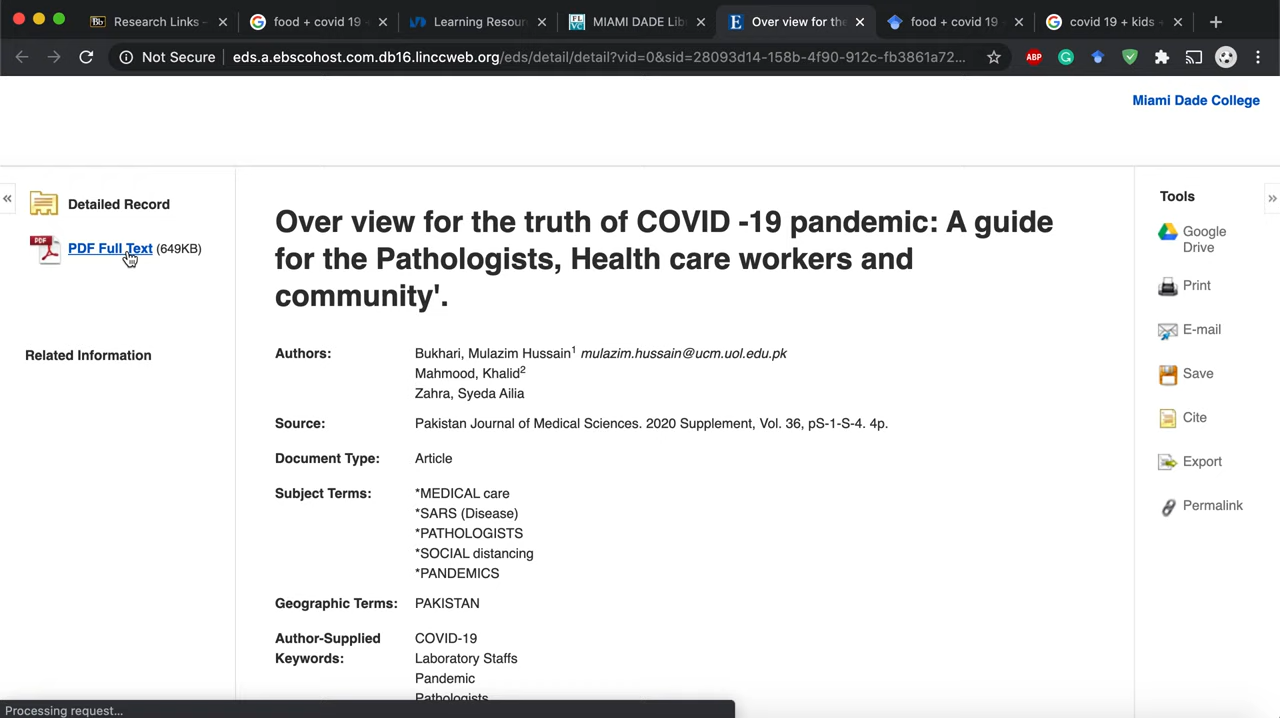 Bb Research Links -
food + covid 19 -
Learning Resour
MIAMI DADE Lib
Over view for the
food + covid 19 -
covid 19 + kids -
Not Secure
eds.a.ebscohost.com.db16.linccweb.org/eds/detail/detail?vid=0&sid=28093d14-158b-4f90-912c-fb3861a72...
ABP
Miami Dade College
Detailed Record
PDF Full Text (649KB)
Related Information
Over view for the truth of COVID -19 pandemic: A guide
for the Pathologists, Health care workers and
community'.
Authors: Bukhari, Mulazim Hussain1 mulazim.hussain@ucm.uol.edu.pk
Mahmood, Khalid2
Zahra, Syeda Ailia
Source: Pakistan Journal of Medical Sciences. 2020 Supplement, Vol. 36, pS-1-S-4. 4p.
Document Type: Article
Subject Terms: *MEDICAL care
*SARS (Disease)
*PATHOLOGISTS
*SOCIAL distancing
*PANDEMICS
Geographic Terms: PAKISTAN
Author-Supplied COVID-19
Keywords: Laboratory Staffs
Pandemic
Pathologists
Tools
Google
Drive
Print
E-mail
Save
Cite
Export
Permalink
Processing request...